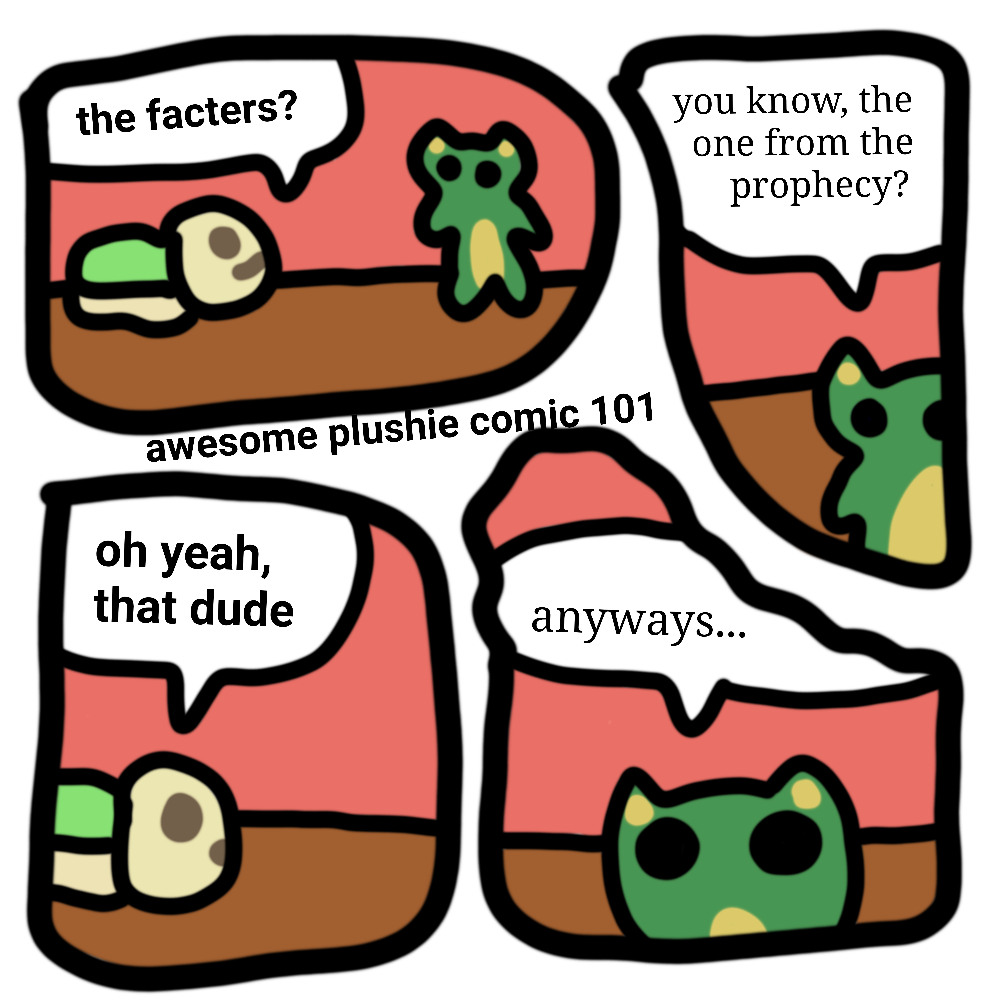 the facters?
you know, the
one from the
prophecy?
awesome plushie comic 101
oh yeah,
that dude
anyways...